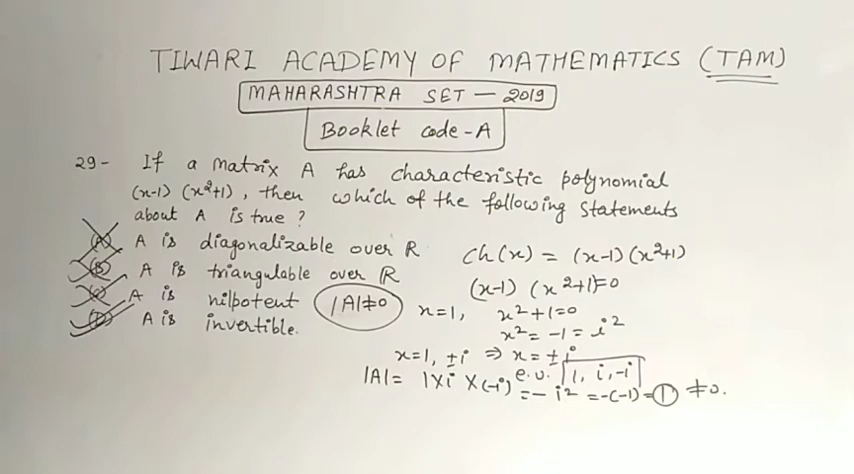 TIWARI ACADEMY OF MATHEMATICS (TAM)
MAHARASHTRA SET - 2019
Booklet code-A
29- If a matrix A has characteristic polynomial
(x-1) (x²+1), then which of the following statements
about A is true?
(A) A is diagonalizable over R
(B) A is triangulable over R
(C) A is nilpotent
(D) A is invertible.
|A|≠0
Ch(x) = (x-1)(x²+1)
(x-1) (x²+1)=0
x=1, x²+1=0
x² = -1 = i²
x=1, ±i ⇒ x = ±i
e.v. 1, i, -i
|A| = 1×i×(-i) = -i² = -(-1) = 1 ≠0.